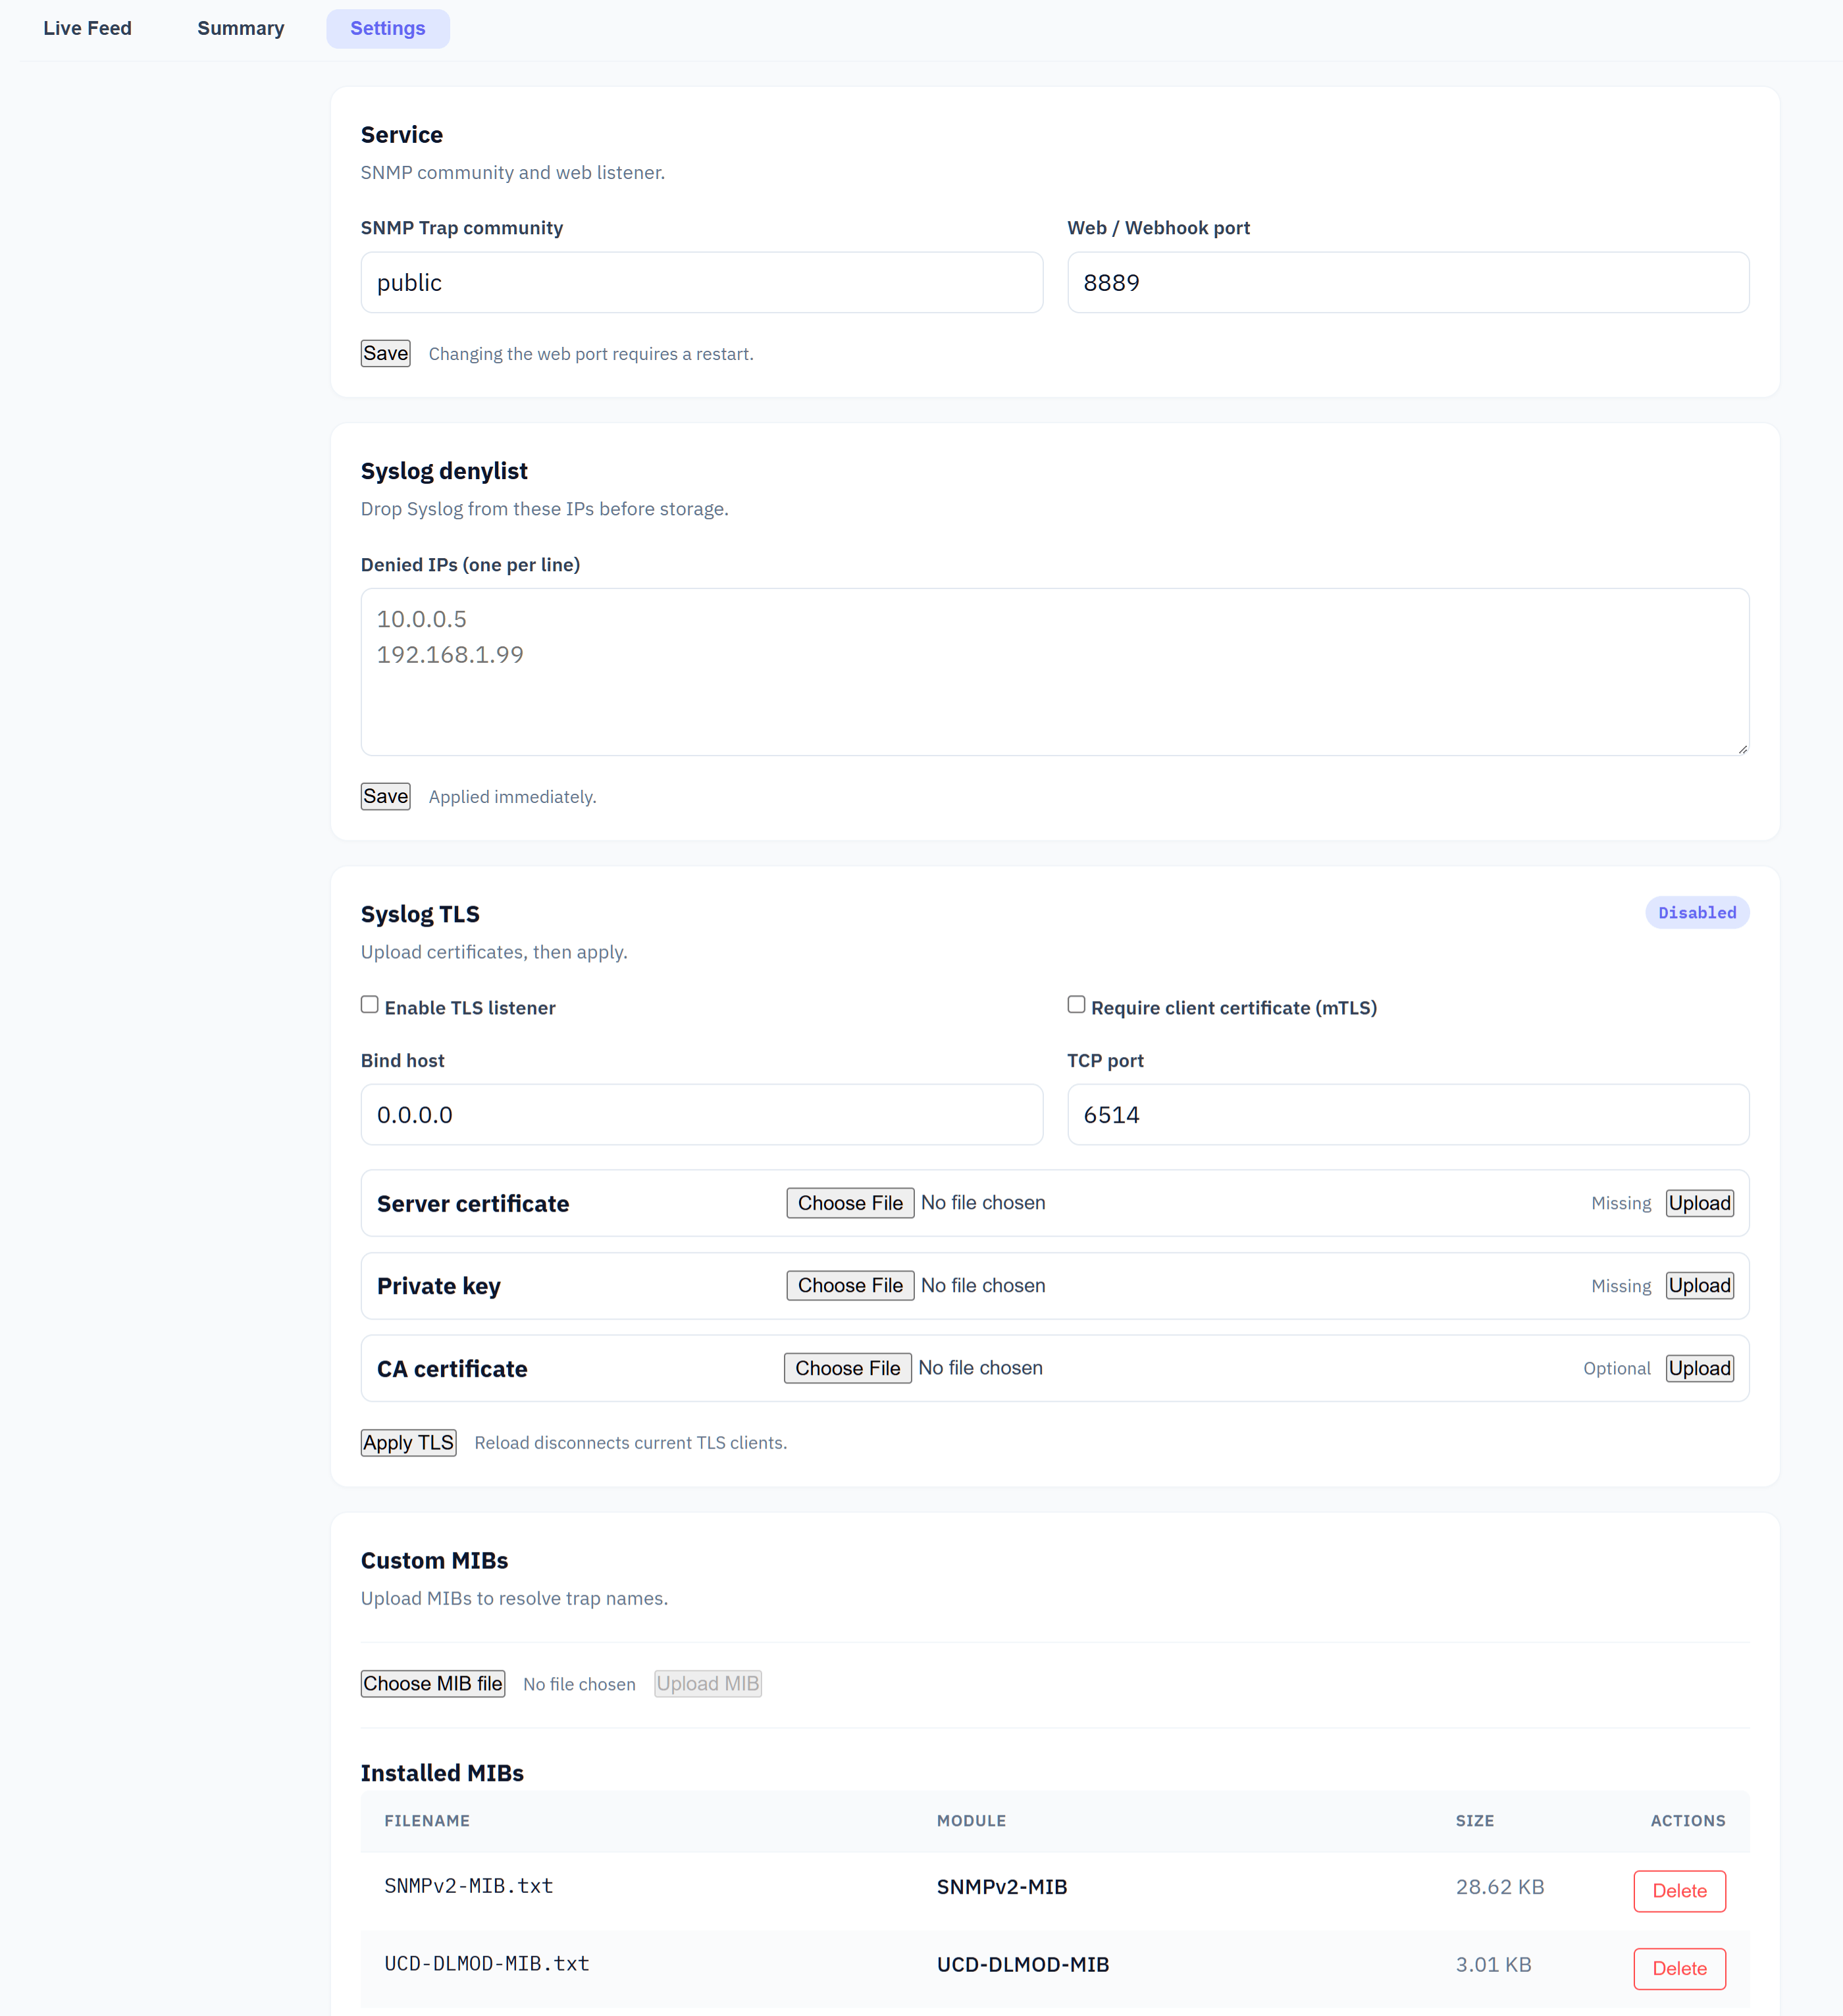 Live Feed Summary Settings
Service
SNMP community and web listener.
SNMP Trap community Web / Webhook port
public 8889
Save Changing the web port requires a restart.
Syslog denylist
Drop Syslog from these IPs before storage.
Denied IPs (one per line)
10.0.0.5
192.168.1.99
Save Applied immediately.
Syslog TLS Disabled
Upload certificates, then apply.
Enable TLS listener Require client certificate (mTLS)
Bind host TCP port
0.0.0.0 6514
Server certificate Choose File No file chosen Missing Upload
Private key Choose File No file chosen Missing Upload
CA certificate Choose File No file chosen Optional Upload
Apply TLS Reload disconnects current TLS clients.
Custom MIBs
Upload MIBs to resolve trap names.
Choose MIB file No file chosen Upload MIB
Installed MIBs
FILENAME MODULE SIZE ACTIONS
SNMPv2-MIB.txt SNMPv2-MIB 28.62 KB Delete
UCD-DLMOD-MIB.txt UCD-DLMOD-MIB 3.01 KB Delete